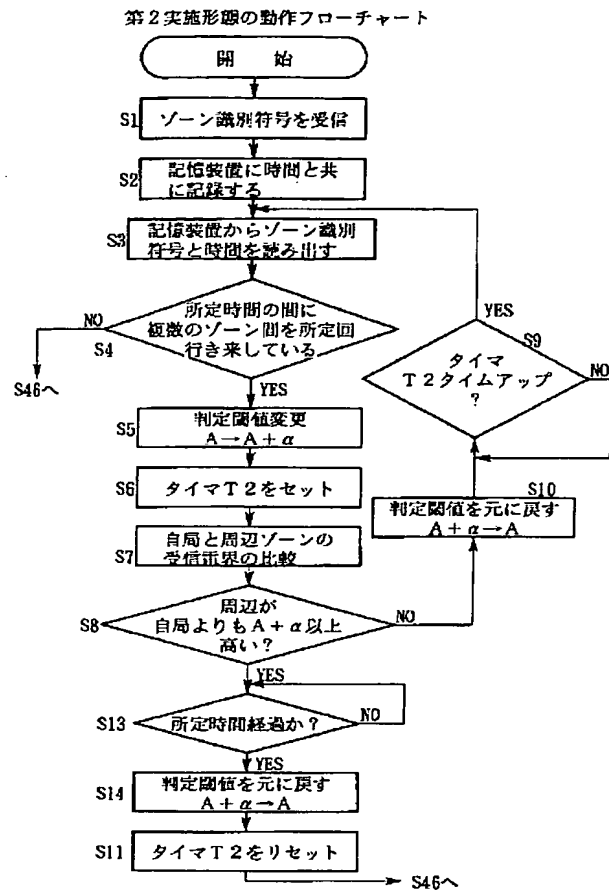 第2実施形態の動作フローチャート
開 始
S1
ゾーン識別符号を受信
S2
記憶装置に時間と共
に記録する
S3
記憶装置からゾーン識別
符号と時間を読み出す
所定時間の間に
複数のゾーン間を所定回
行き来している
S4
NO
S46へ
YES
S5
判定閾値変更
A→A+α
S6
タイマT2をセット
S7
自局と周辺ゾーンの
受信電界の比較
S8
周辺が
自局よりもA+α以上
高い?
NO
YES
S10
判定閾値を元に戻す
A+α→A
S9
タイマ
T2タイムアップ
?
YES
NO
S13
所定時間経過か?
NO
YES
S14
判定閾値を元に戻す
A+α→A
S11
タイマT2をリセット
S46へ